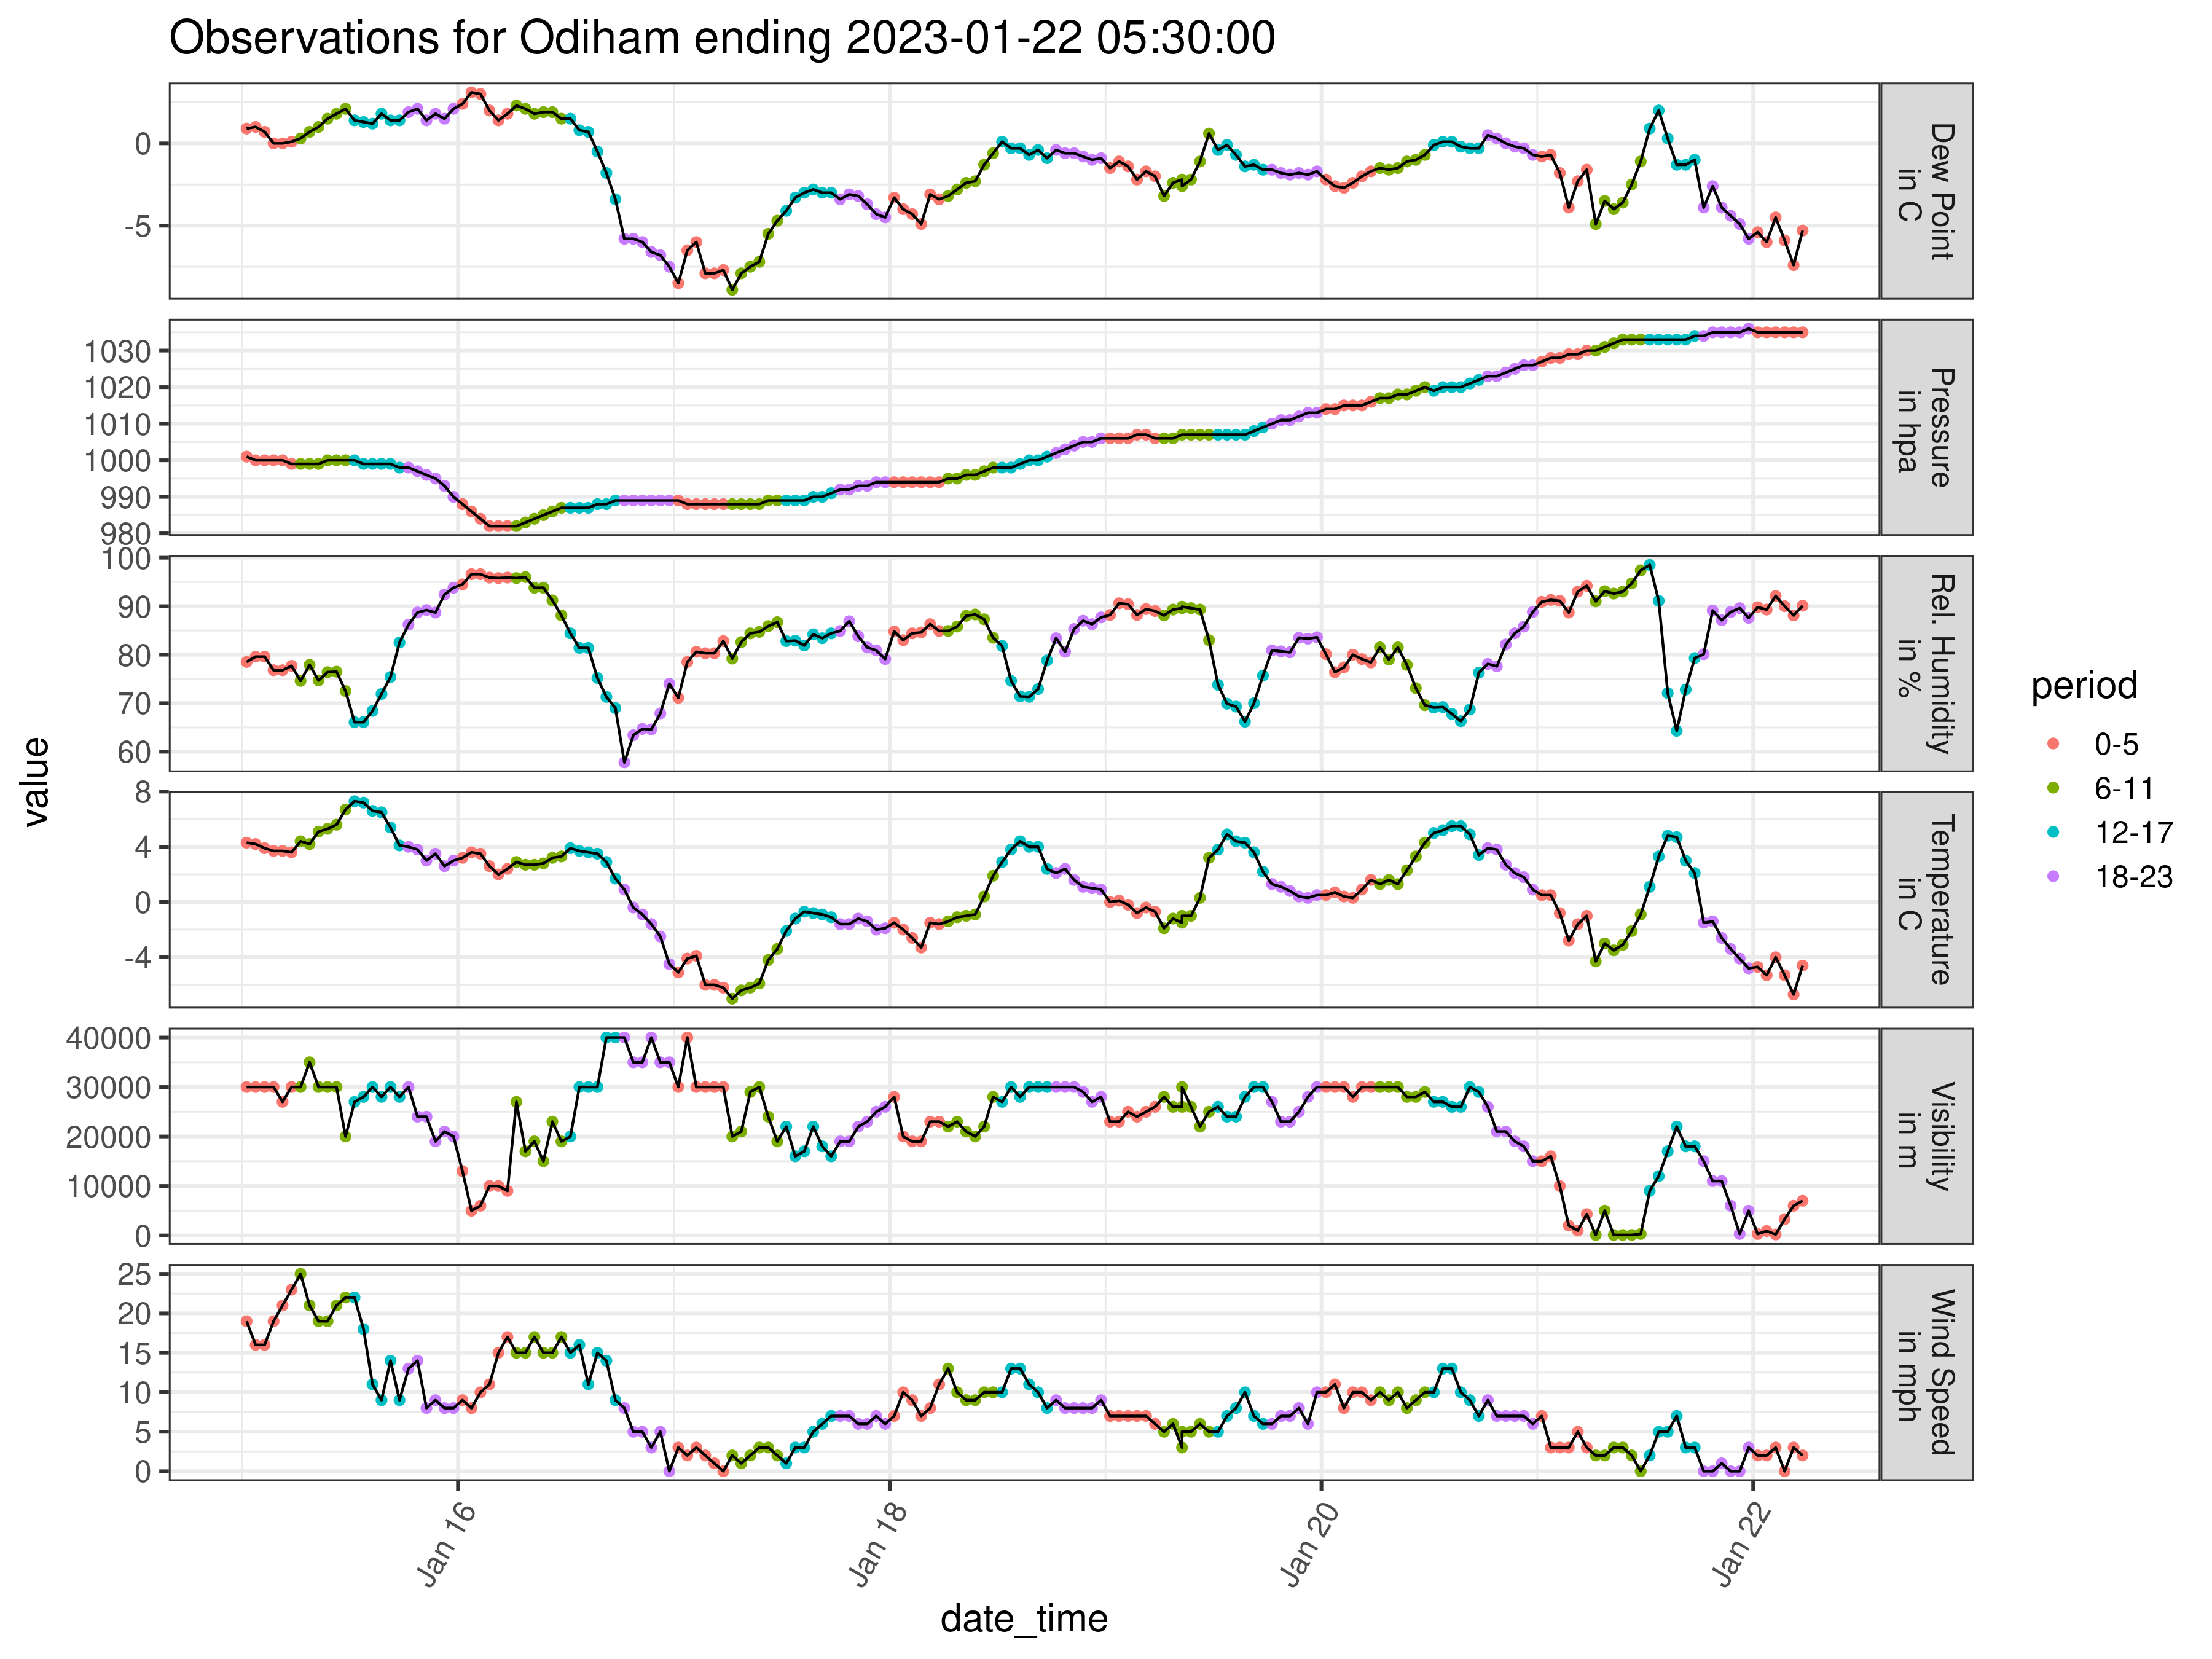 Observations for Odiham ending 2023-01-22 05:30:00
value
0
-5
Dew Point
in C
1030
1020
1010
1000
990
980
Pressure
in hpa
100
90
80
70
60
Rel. Humidity
in %
8
4
0
-4
Temperature
in C
40000
30000
20000
10000
0
Visibility
in m
25
20
15
10
5
0
Wind Speed
in mph
Jan 16
Jan 18
Jan 20
Jan 22
date_time
period
0-5
6-11
12-17
18-23